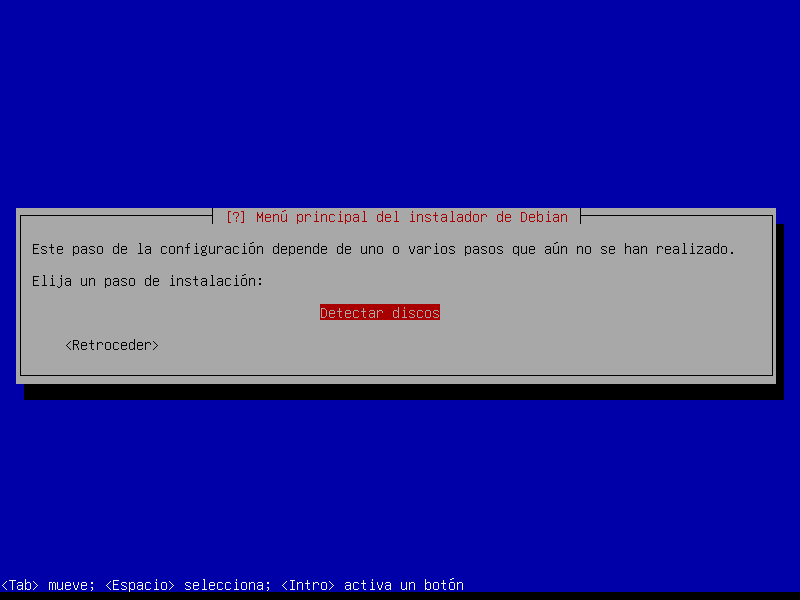 [?] Menú principal del instalador de Debian
Este paso de la configuración depende de uno o varios pasos que aún no se han realizado.
Elija un paso de instalación:
Detectar discos
<Retroceder>
<Tab> mueve; <Espacio> selecciona; <Intro> activa un botón